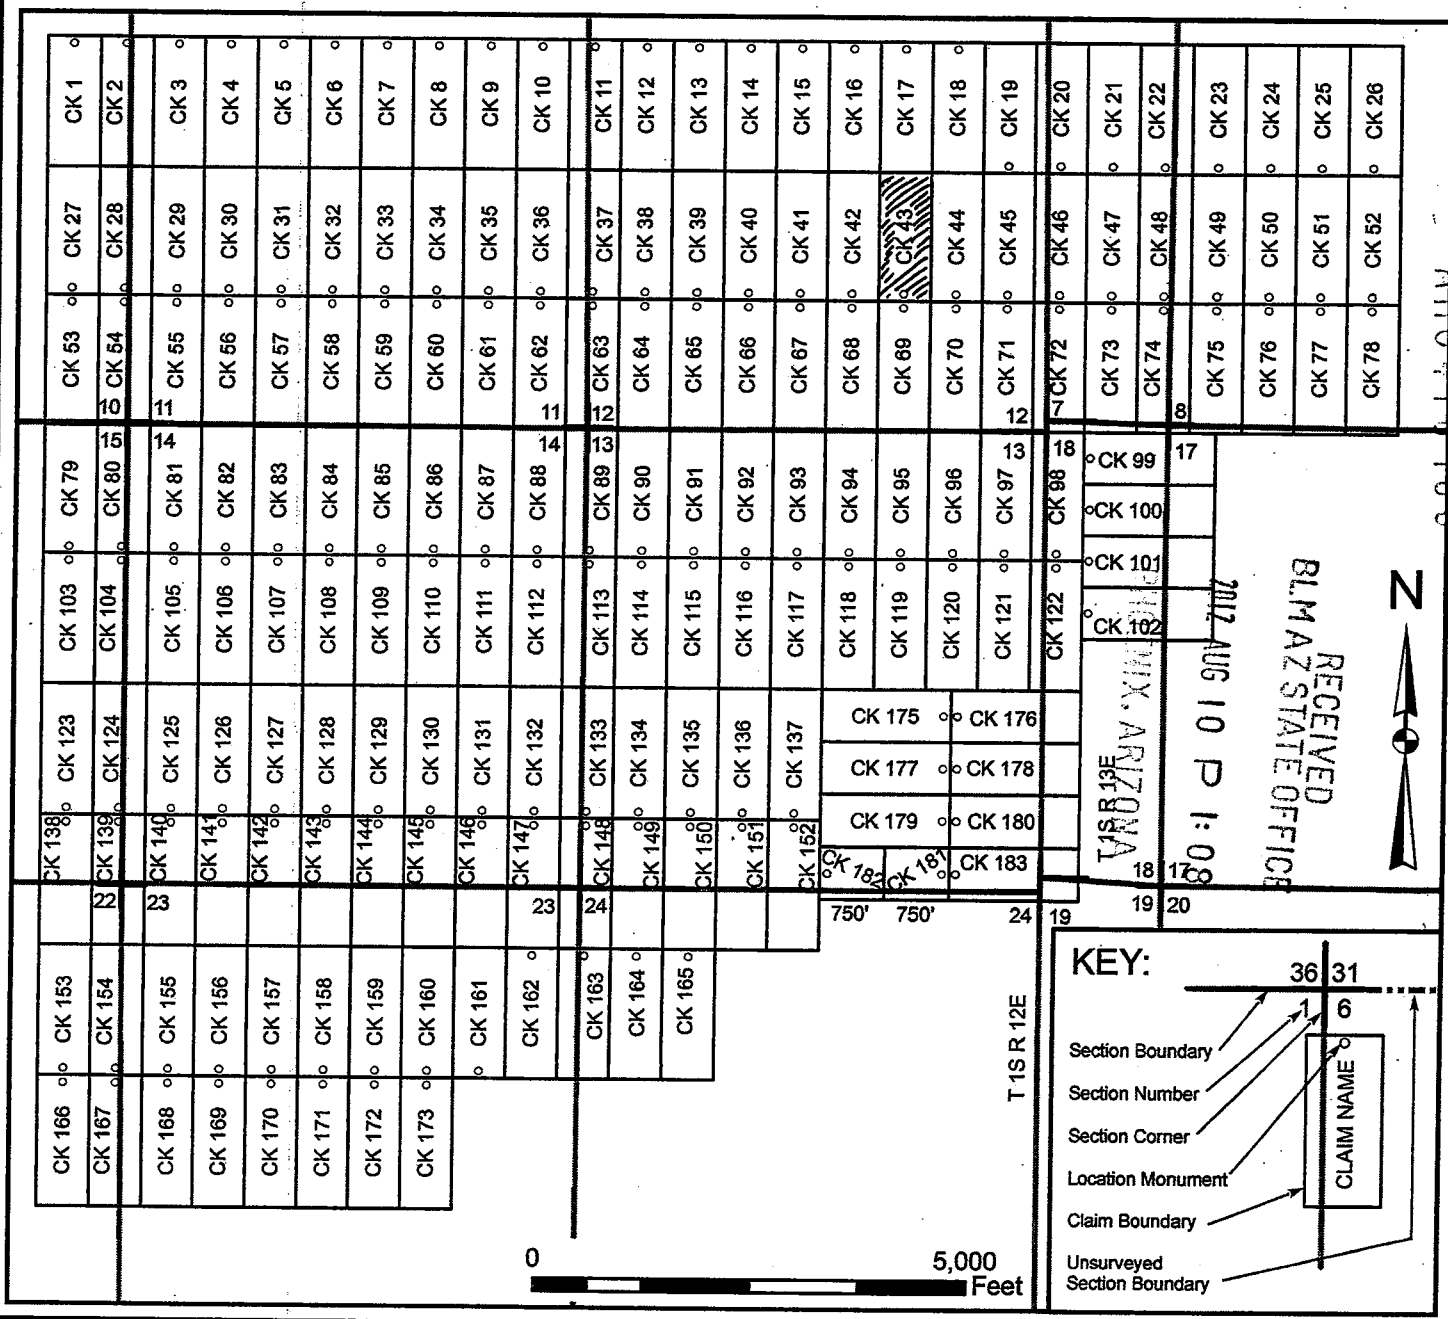 CK 1
CK 2
CK 3
CK 4
CK 5
CK 6
CK 7
CK 8
CK 9
CK 10
CK 11
CK 12
CK 13
CK 14
CK 15
CK 16
CK 17
CK 18
CK 19
CK 20
CK 21
CK 22
CK 23
CK 24
CK 25
CK 26
CK 27
CK 28
CK 29
CK 30
CK 31
CK 32
CK 33
CK 34
CK 35
CK 36
CK 37
CK 38
CK 39
CK 40
CK 41
CK 42
CK 43
CK 44
CK 45
CK 46
CK 47
CK 48
CK 49
CK 50
CK 51
CK 52
CK 53
CK 54
CK 55
CK 56
CK 57
CK 58
CK 59
CK 60
CK 61
CK 62
CK 63
CK 64
CK 65
CK 66
CK 67
CK 68
CK 69
CK 70
CK 71
CK 72
CK 73
CK 74
CK 75
CK 76
CK 77
CK 78
10 11
11 12
12 7
8
15 14
14 13
13 18
17
CK 79
CK 80
CK 81
CK 82
CK 83
CK 84
CK 85
CK 86
CK 87
CK 88
CK 89
CK 90
CK 91
CK 92
CK 93
CK 94
CK 95
CK 96
CK 97
CK 98
CK 99
CK 100
CK 101
CK 102
CK 103
CK 104
CK 105
CK 106
CK 107
CK 108
CK 109
CK 110
CK 111
CK 112
CK 113
CK 114
CK 115
CK 116
CK 117
CK 118
CK 119
CK 120
CK 121
CK 122
RECEIVED
BLM AZ STATE OFFICE
2012 AUG 10 P 1:08
PHOENIX, ARIZONA
N
CK 123
CK 124
CK 125
CK 126
CK 127
CK 128
CK 129
CK 130
CK 131
CK 132
CK 133
CK 134
CK 135
CK 136
CK 137
CK 175
CK 176
CK 177
CK 178
CK 179
CK 180
CK 182
CK 181
CK 183
T 1S R 13E
CK 138
CK 139
CK 140
CK 141
CK 142
CK 143
CK 144
CK 145
CK 146
CK 147
CK 148
CK 149
CK 150
CK 151
CK 152
18 17
22 23
23 24
750'
750'
24 19
19 20
CK 153
CK 154
CK 155
CK 156
CK 157
CK 158
CK 159
CK 160
CK 161
CK 162
CK 163
CK 164
CK 165
T 1S R 12E
CK 166
CK 167
CK 168
CK 169
CK 170
CK 171
CK 172
CK 173
KEY:
36 31
1 6
Section Boundary
Section Number
Section Corner
Location Monument
Claim Boundary
Unsurveyed
Section Boundary
CLAIM NAME
0
5,000
Feet